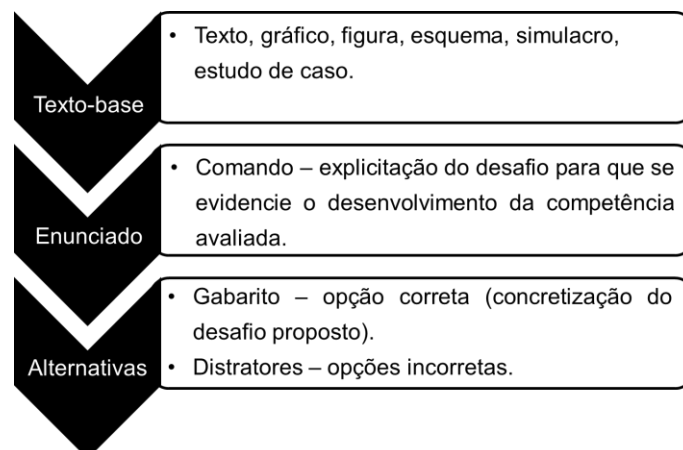 Texto-base
• Texto, gráfico, figura, esquema, simulacro,
estudo de caso.
Enunciado
• Comando – explicitação do desafio para que se
evidencie o desenvolvimento da competência
avaliada.
Alternativas
• Gabarito – opção correta (concretização do
desafio proposto).
• Distratores – opções incorretas.